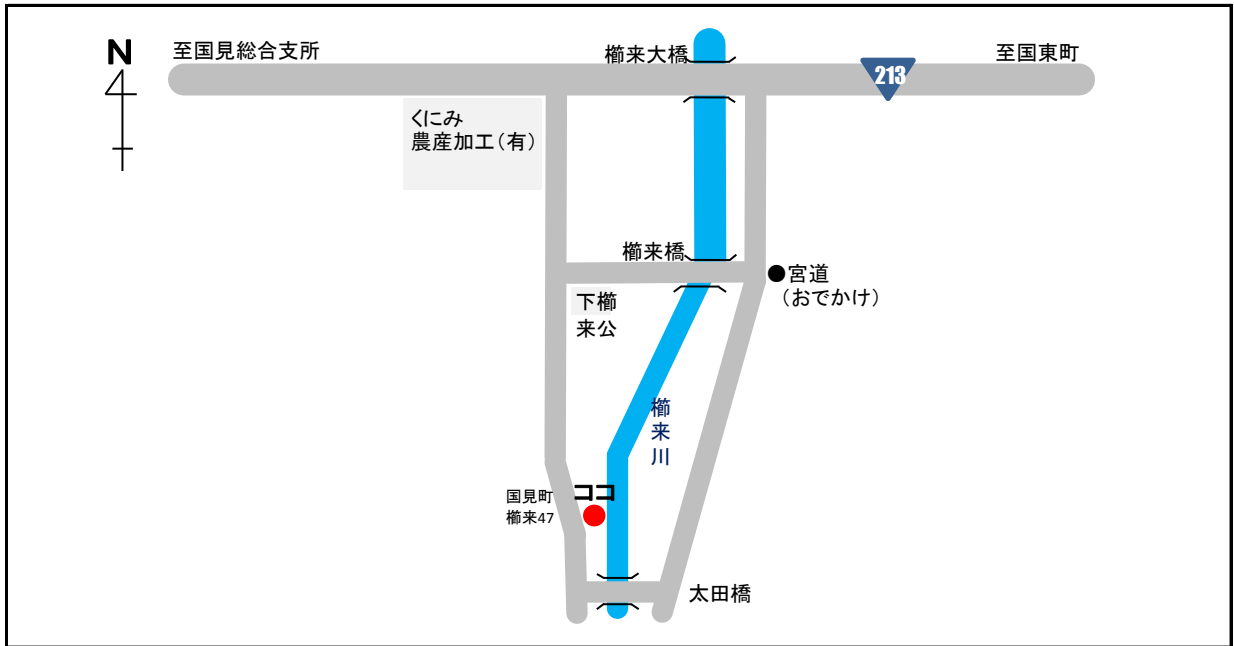 N
至国見総合支所
櫛来大橋
213
至国東町
くにみ
農産加工(有)
櫛来橋
●宮道
(おでかけ)
下櫛
来公
櫛
来
川
国見町
櫛来47
ココ
太田橋